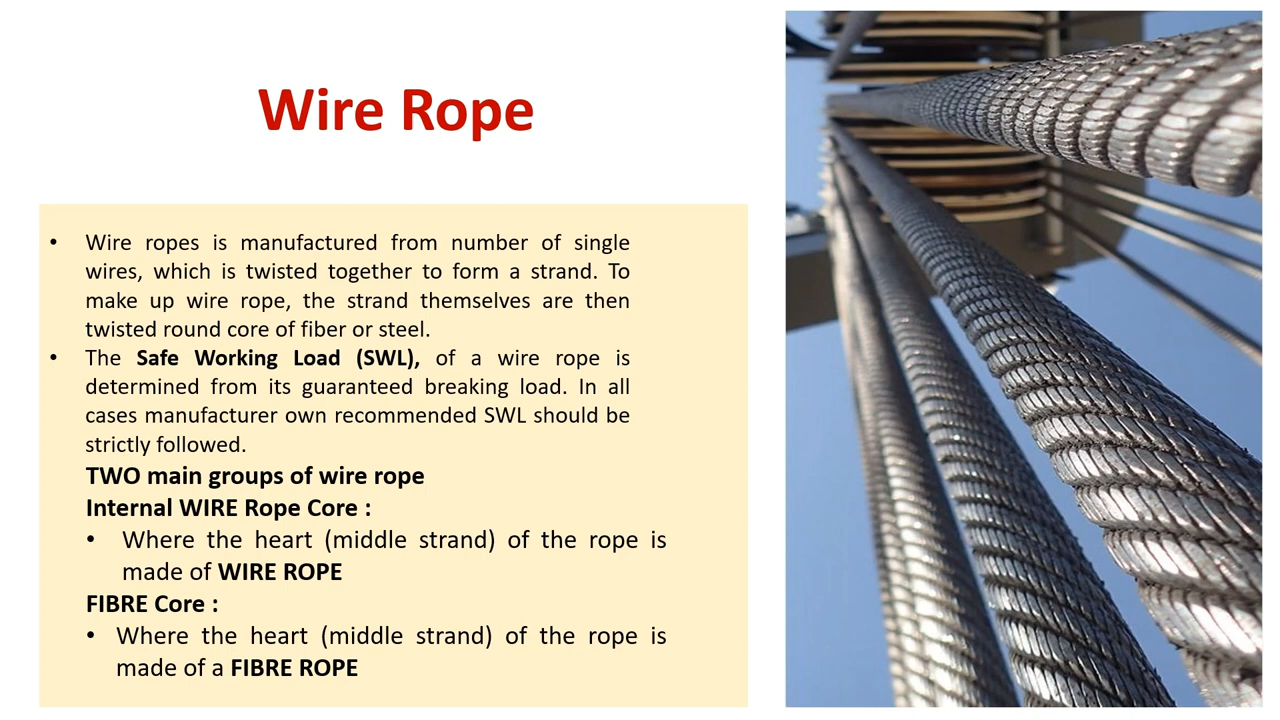 Wire Rope
• Wire ropes is manufactured from number of single
wires, which is twisted together to form a strand. To
make up wire rope, the strand themselves are then
twisted round core of fiber or steel.
• The Safe Working Load (SWL), of a wire rope is
determined from its guaranteed breaking load. In all
cases manufacturer own recommended SWL should be
strictly followed.
TWO main groups of wire rope
Internal WIRE Rope Core :
• Where the heart (middle strand) of the rope is
made of WIRE ROPE
FIBRE Core :
• Where the heart (middle strand) of the rope is
made of a FIBRE ROPE